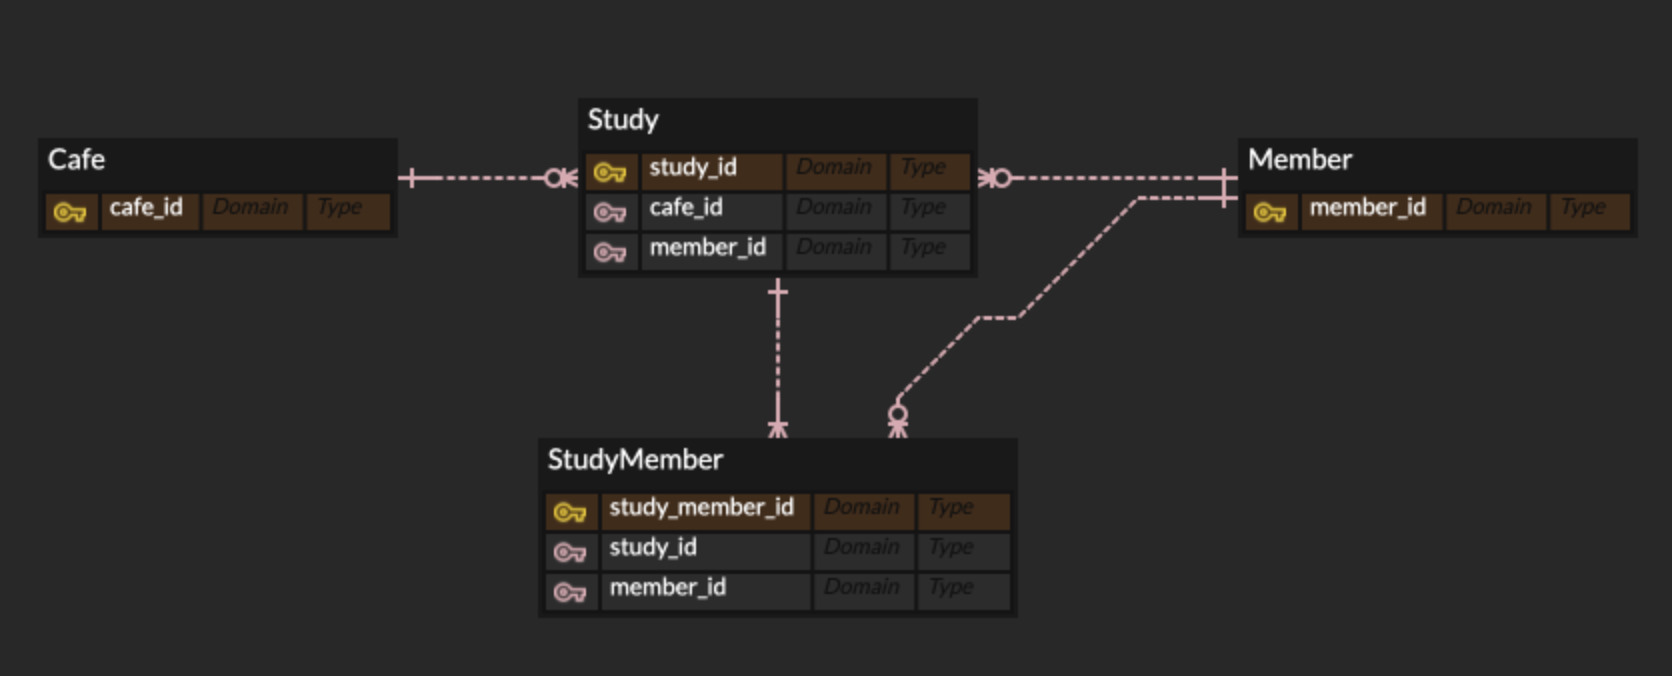 Cafe
cafe_id Domain Type
Study
study_id Domain Type
cafe_id Domain Type
member_id Domain Type
Member
member_id Domain Type
StudyMember
study_member_id Domain Type
study_id Domain Type
member_id Domain Type